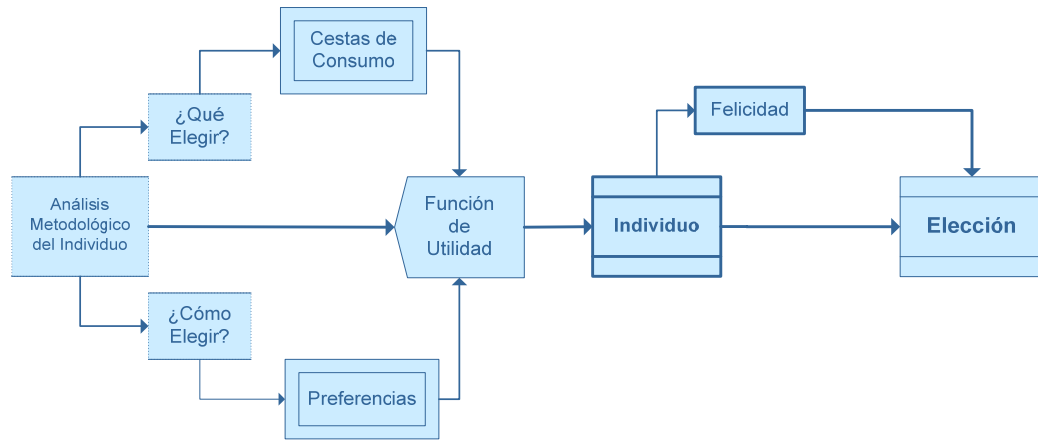 Cestas de
Consumo
¿Qué
Elegir?
Felicidad
Análisis
Metodológico
del Individuo
Función
de
Utilidad
Individuo
Elección
¿Cómo
Elegir?
Preferencias